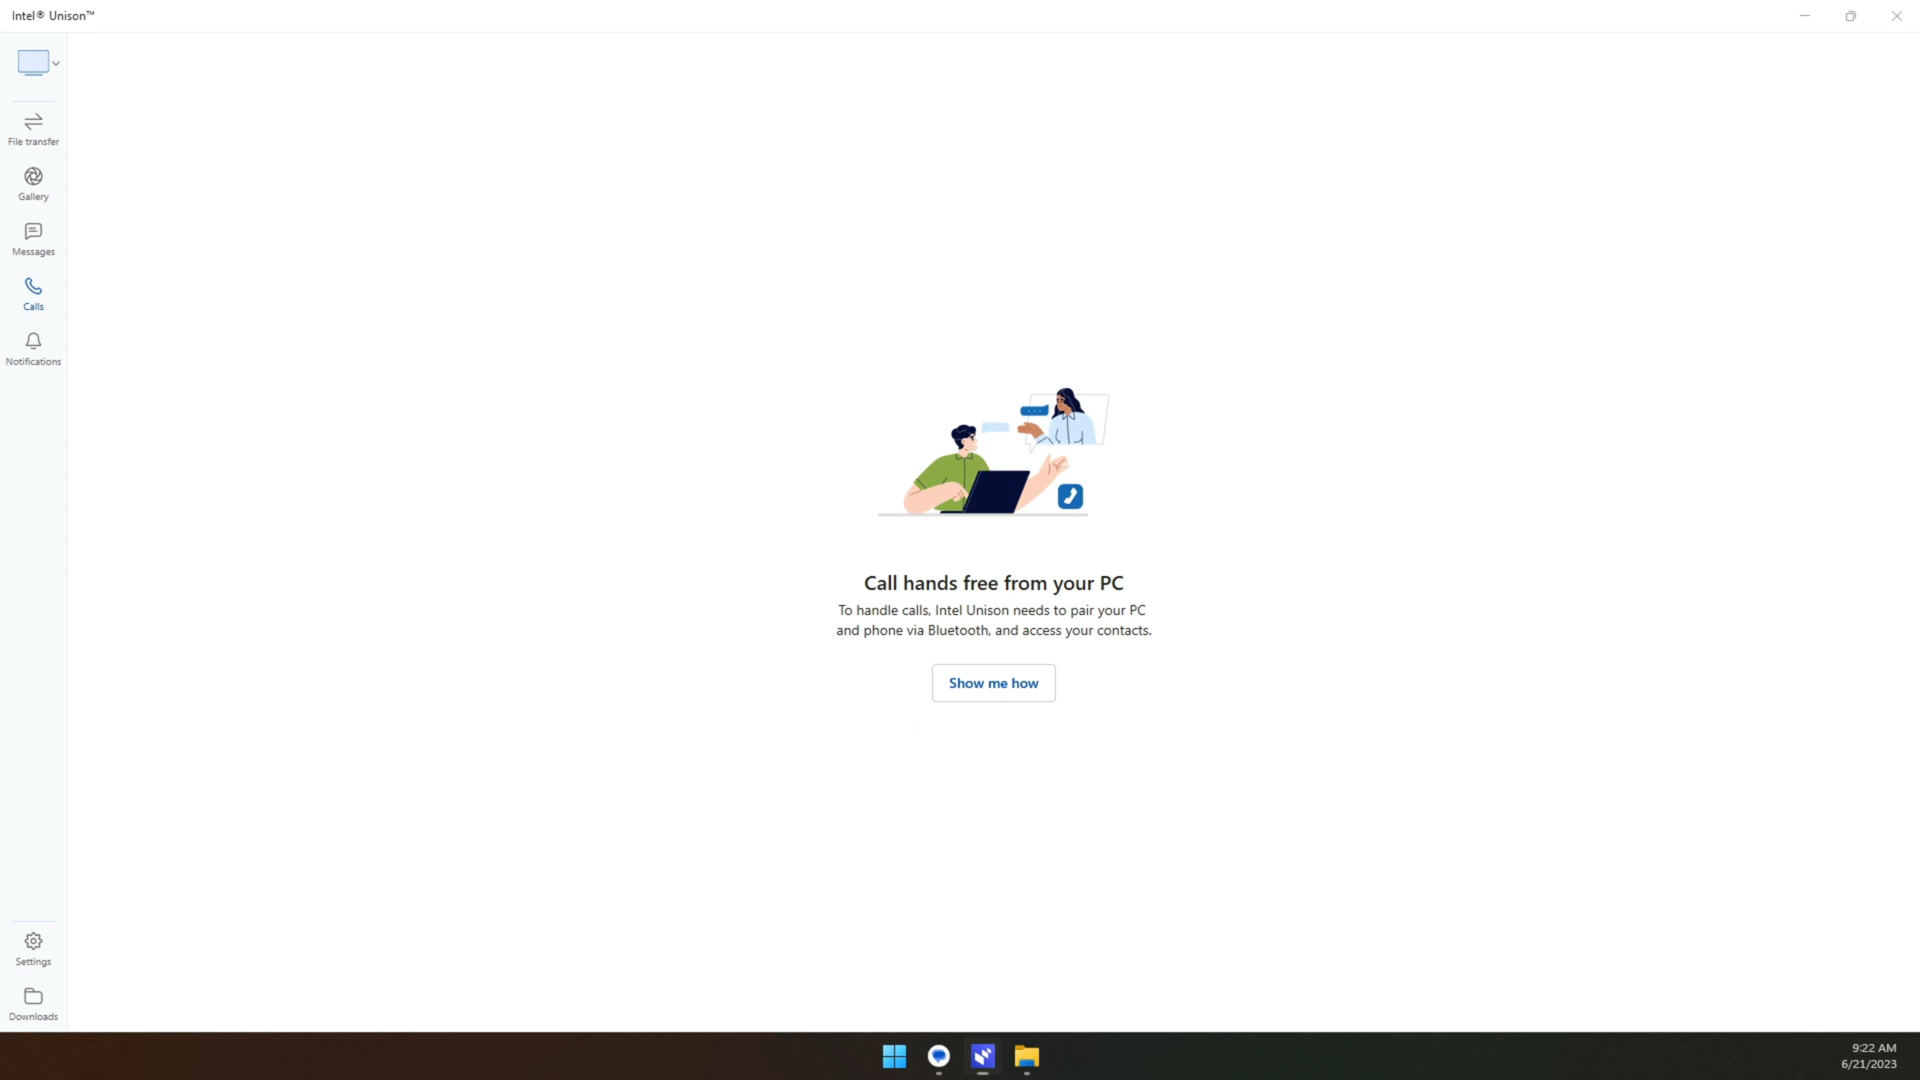 Intel® Unison™
File transfer
Gallery
Messages
Calls
Notifications
Call hands free from your PC
To handle calls, Intel Unison needs to pair your PC
and phone via Bluetooth, and access your contacts.
Show me how
Settings
Downloads
9:22 AM
6/21/2023